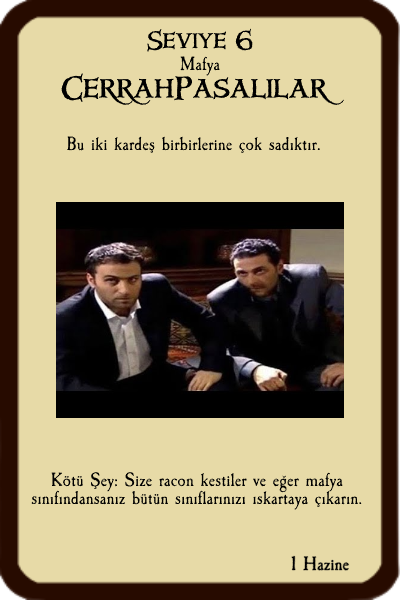 SEVIYE 6
Mafya
CERRAHPASALILAR
Bu iki kardeş birbirlerine çok sadıktır.
Kötü Şey: Size racon kestiler ve eğer mafya
sınıfındansanız bütün sınıflarınızı ıskartaya çıkarın.
1 Hazine